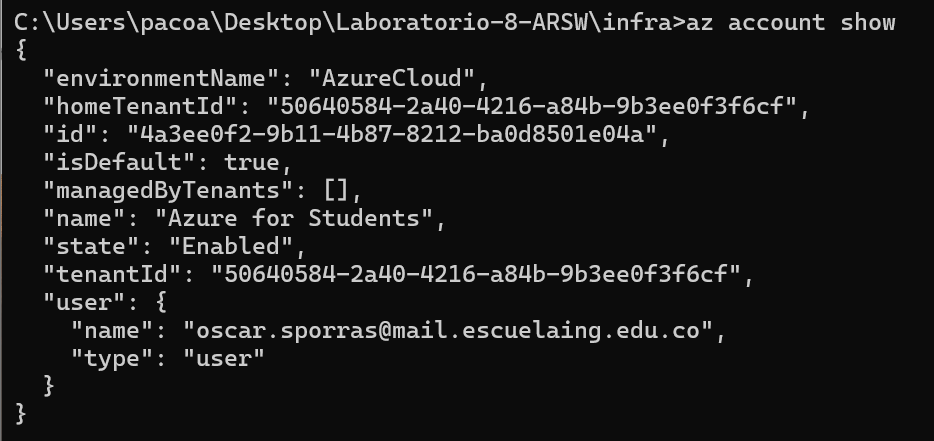 C:\Users\pacoa\Desktop\Laboratorio-8-ARSW\infra>az account show
{
  "environmentName": "AzureCloud",
  "homeTenantId": "50640584-2a40-4216-a84b-9b3ee0f3f6cf",
  "id": "4a3ee0f2-9b11-4b87-8212-ba0d8501e04a",
  "isDefault": true,
  "managedByTenants": [],
  "name": "Azure for Students",
  "state": "Enabled",
  "tenantId": "50640584-2a40-4216-a84b-9b3ee0f3f6cf",
  "user": {
    "name": "oscar.sporras@mail.escuelaing.edu.co",
    "type": "user"
  }
}